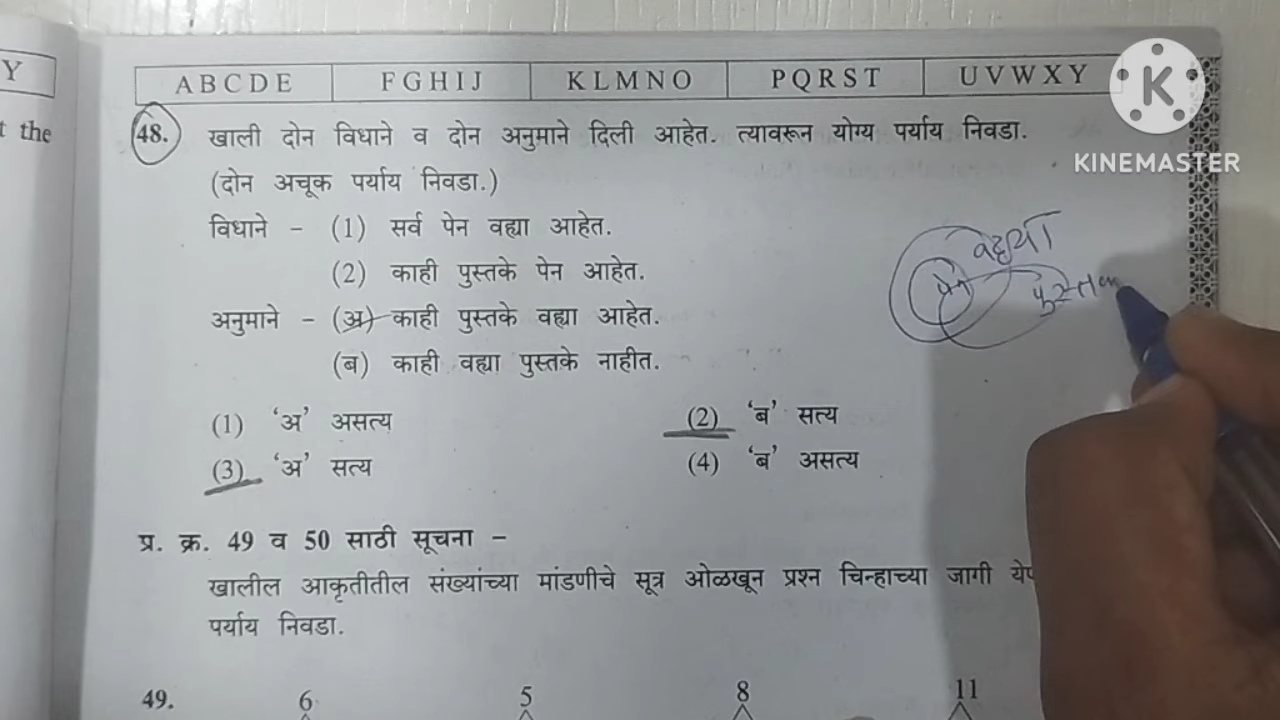 Y
t the
A B C D E F G H I J K L M N O P Q R S T U V W X Y
K
KINEMASTER
48. खाली दोन विधाने व दोन अनुमाने दिली आहेत. त्यावरून योग्य पर्याय निवडा.
(दोन अचूक पर्याय निवडा.)
विधाने - (1) सर्व पेन वह्या आहेत.
(2) काही पुस्तके पेन आहेत.
अनुमाने - (अ) काही पुस्तके वह्या आहेत.
(ब) काही वह्या पुस्तके नाहीत.
वह्या
पेन
पुस्तक
(1) 'अ' असत्य (2) 'ब' सत्य
(3) 'अ' सत्य (4) 'ब' असत्य
प्र. क्र. 49 व 50 साठी सूचना -
खालील आकृतीतील संख्यांच्या मांडणीचे सूत्र ओळखून प्रश्न चिन्हाच्या जागी
पर्याय निवडा.
49. 6 5 8 11